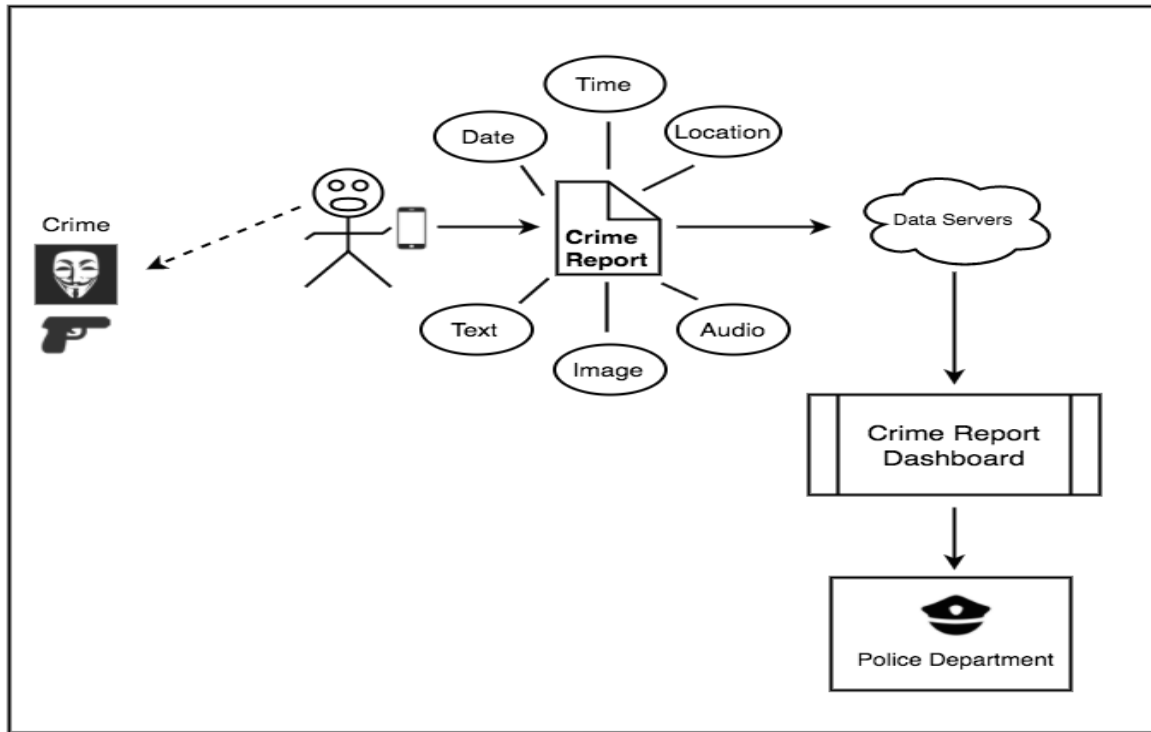 Time
Date
Location
Crime
Crime
Report
Data Servers
Text
Audio
Image
Crime Report
Dashboard
Police Department